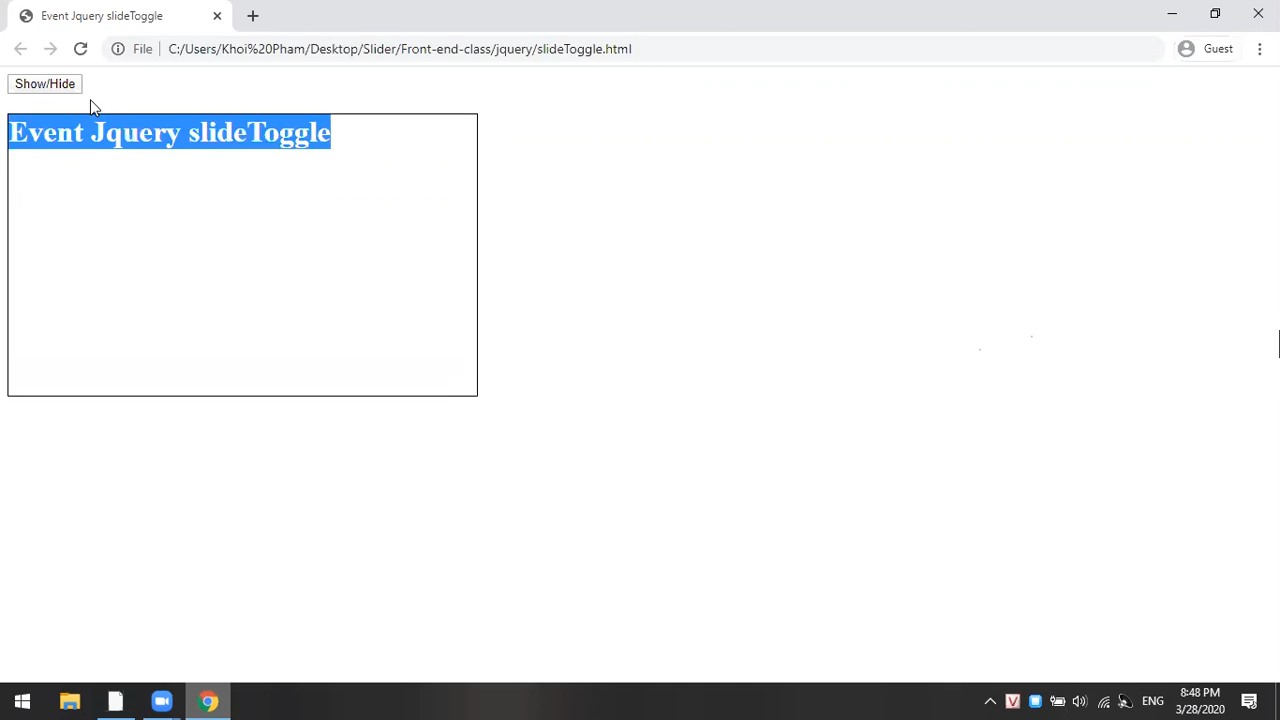 Event Jquery slideToggle
File
C:/Users/Khoi%20Pham/Desktop/Slider/Front-end-class/jquery/slideToggle.html
Guest
Show/Hide
Event Jquery slideToggle
V
ENG
8:48 PM
3/28/2020